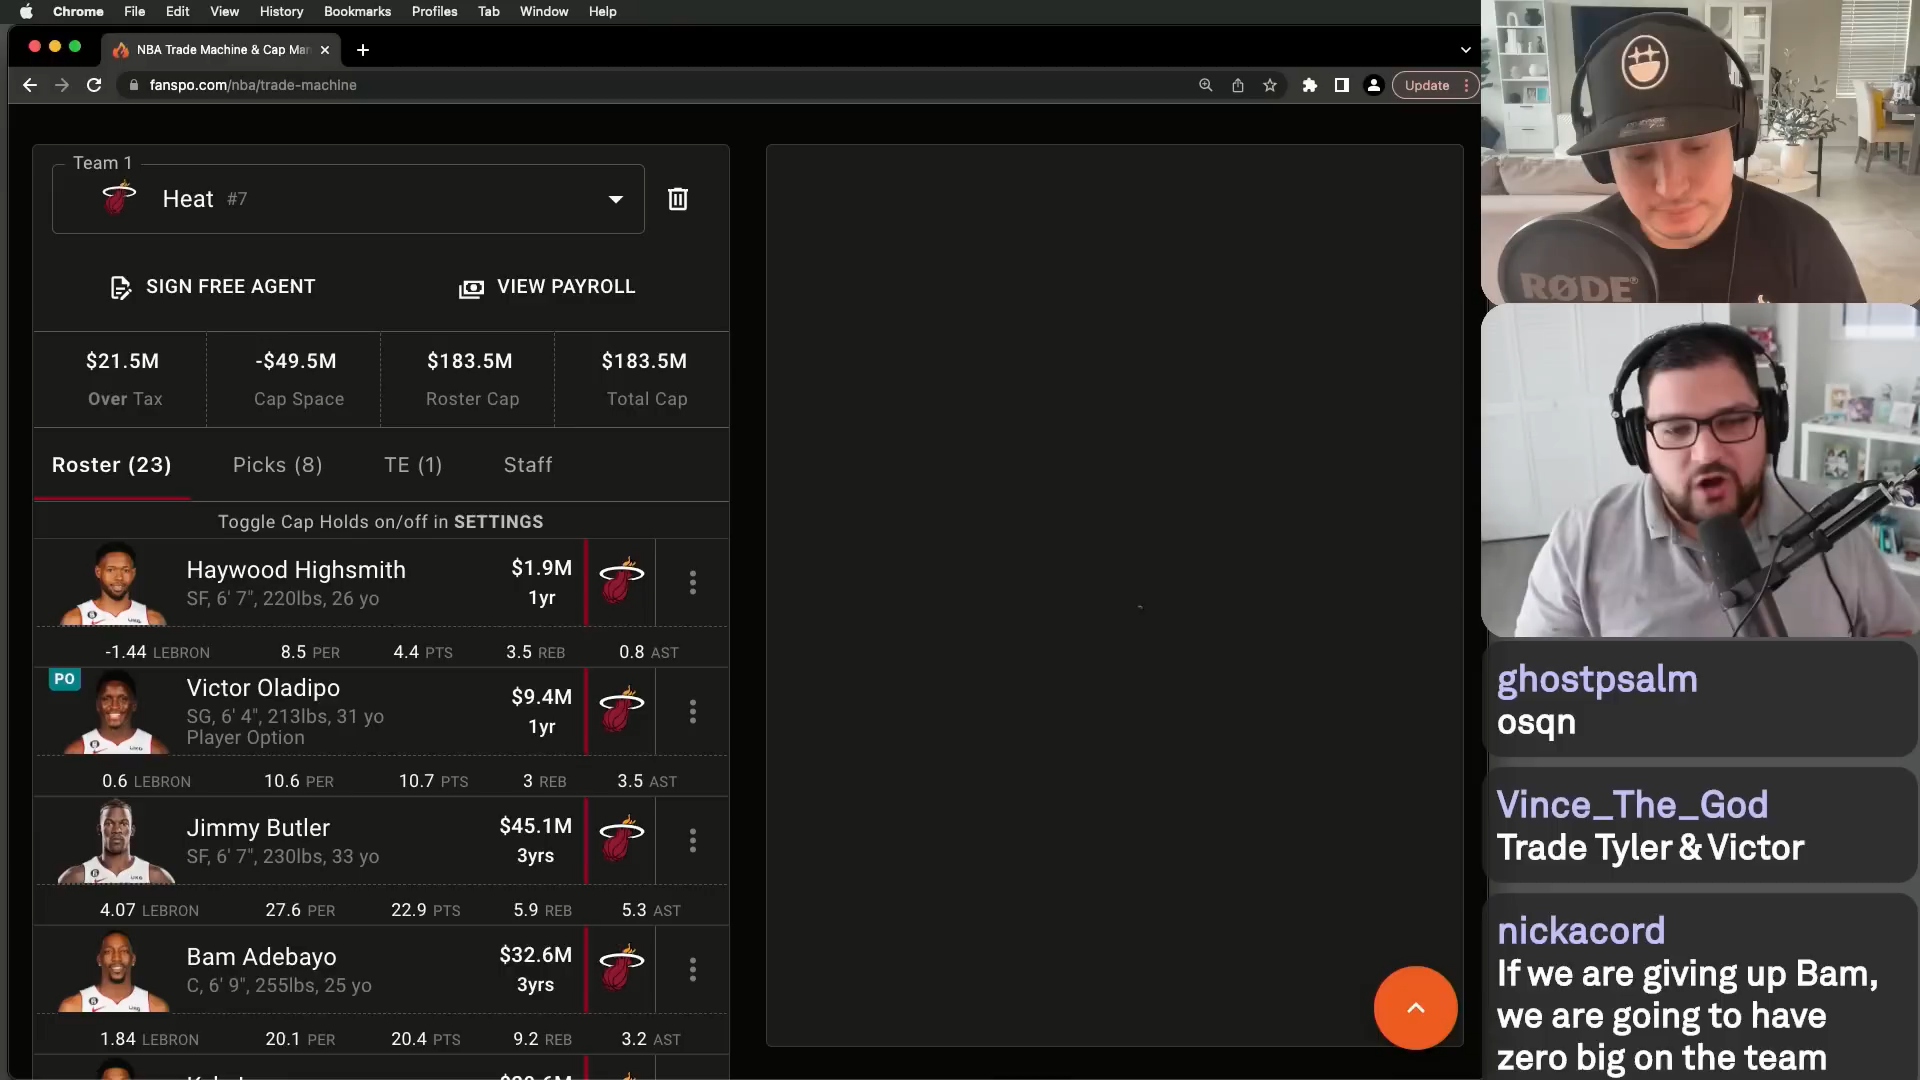 Chrome File Edit View History Bookmarks Profiles Tab Window Help
NBA Trade Machine & Cap Man
fanspo.com/nba/trade-machine
Update
Team 1
Heat #7
SIGN FREE AGENT VIEW PAYROLL
$21.5M -$49.5M $183.5M $183.5M
Over Tax Cap Space Roster Cap Total Cap
Roster (23) Picks (8) TE (1) Staff
Toggle Cap Holds on/off in SETTINGS
Haywood Highsmith $1.9M
SF, 6' 7", 220lbs, 26 yo 1yr
-1.44 LEBRON 8.5 PER 4.4 PTS 3.5 REB 0.8 AST
PO
Victor Oladipo $9.4M
SG, 6' 4", 213lbs, 31 yo 1yr
Player Option
0.6 LEBRON 10.6 PER 10.7 PTS 3 REB 3.5 AST
Jimmy Butler $45.1M
SF, 6' 7", 230lbs, 33 yo 3yrs
4.07 LEBRON 27.6 PER 22.9 PTS 5.9 REB 5.3 AST
Bam Adebayo $32.6M
C, 6' 9", 255lbs, 25 yo 3yrs
1.84 LEBRON 20.1 PER 20.4 PTS 9.2 REB 3.2 AST
RØDE
ghostpsalm
osqn
Vince_The_God
Trade Tyler & Victor
nickacord
If we are giving up Bam,
we are going to have
zero big on the team